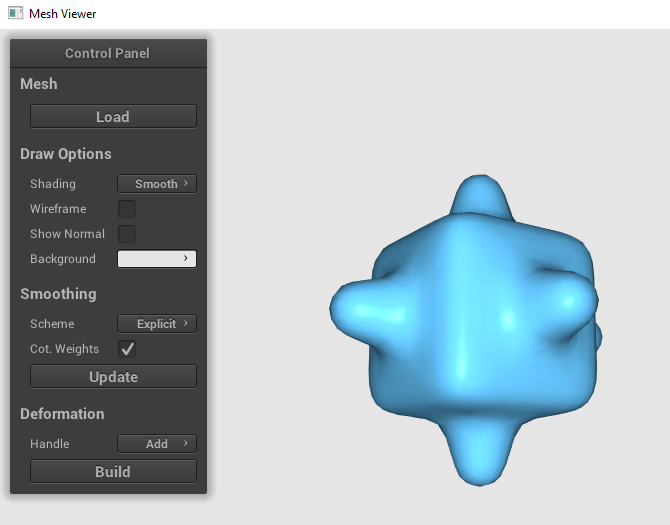 Mesh Viewer
Control Panel
Mesh
Load
Draw Options
Shading Smooth
Wireframe
Show Normal
Background
Smoothing
Scheme Explicit
Cot. Weights
Update
Deformation
Handle Add
Build